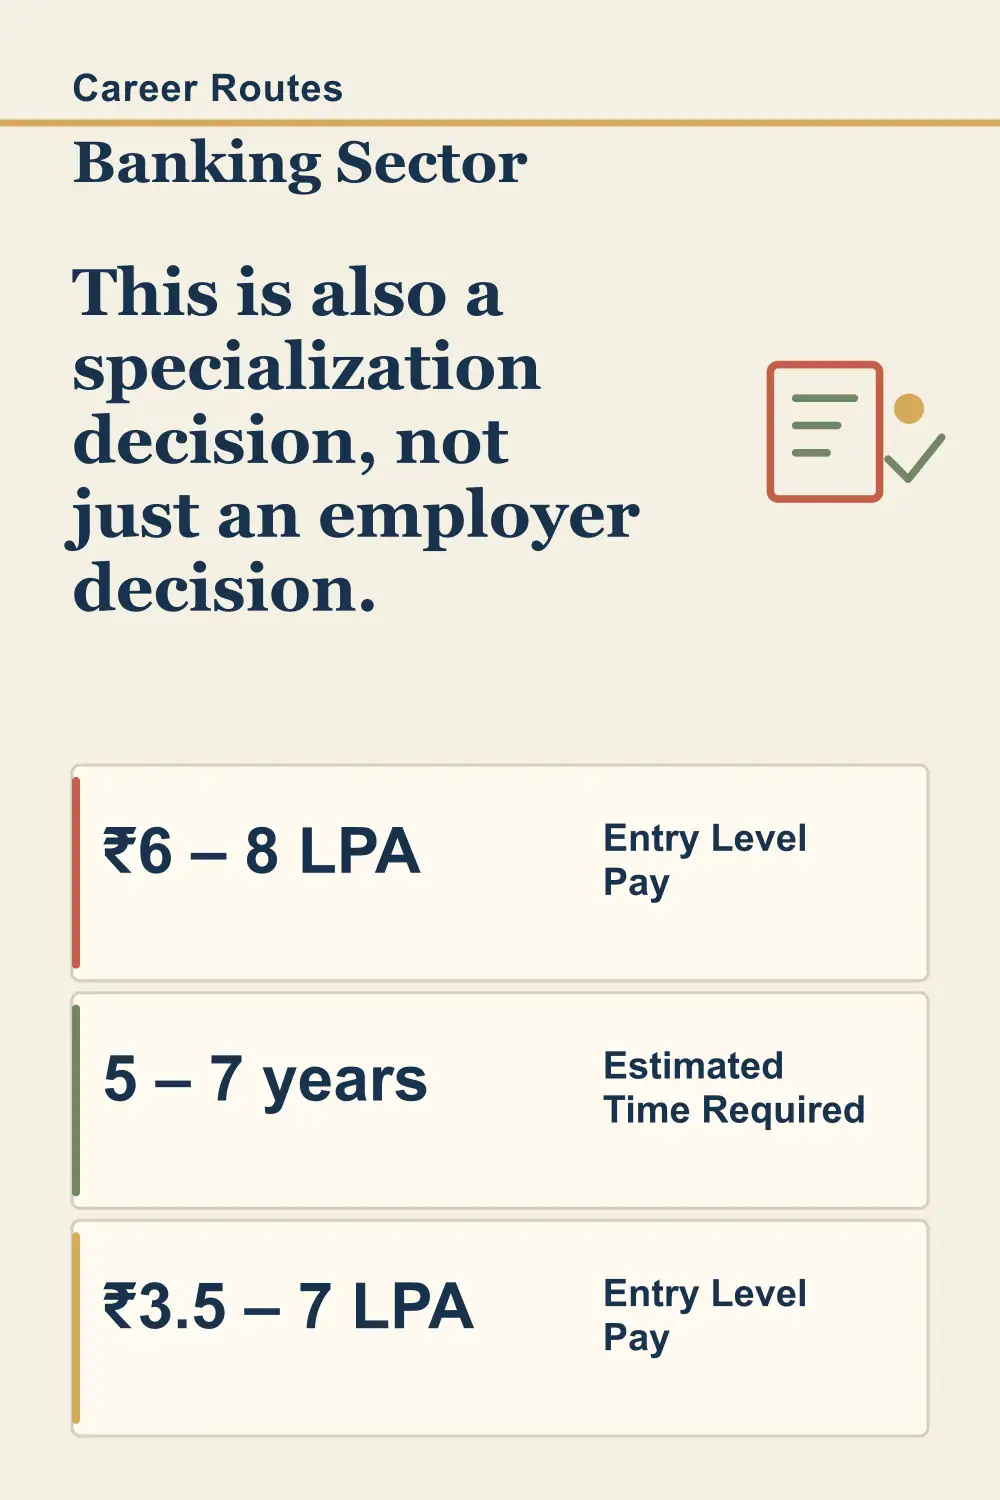 Career Routes
Banking Sector
This is also a
specialization
decision, not
just an employer
decision.
₹6 – 8 LPA
Entry Level
Pay
5 – 7 years
Estimated
Time Required
₹3.5 – 7 LPA
Entry Level
Pay